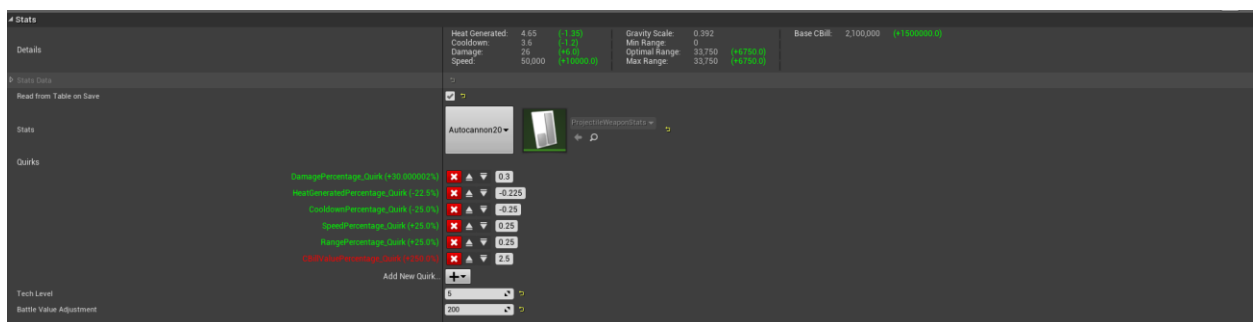 Stats
Details
Heat Generated: 4.65 (-1.35) Gravity Scale: 0.392 Base CBill: 2,100,000 (+1500000.0)
Cooldown: 3.6 (-1.2) Min Range: 0
Damage: 26 (+6.0) Optimal Range: 33,750 (+6750.0)
Speed: 50,000 (+10000.0) Max Range: 33,750 (+6750.0)
Stats Data
Read from Table on Save
Stats Autocannon20 ProjectileWeaponStats
Quirks
DamagePercentage_Quirk (+30.000002%) 0.3
HeatGeneratedPercentage_Quirk (-22.5%) -0.225
CooldownPercentage_Quirk (-25.0%) -0.25
SpeedPercentage_Quirk (+25.0%) 0.25
RangePercentage_Quirk (+25.0%) 0.25
2.5
Add New Quirk...
Tech Level 5
Battle Value Adjustment 200